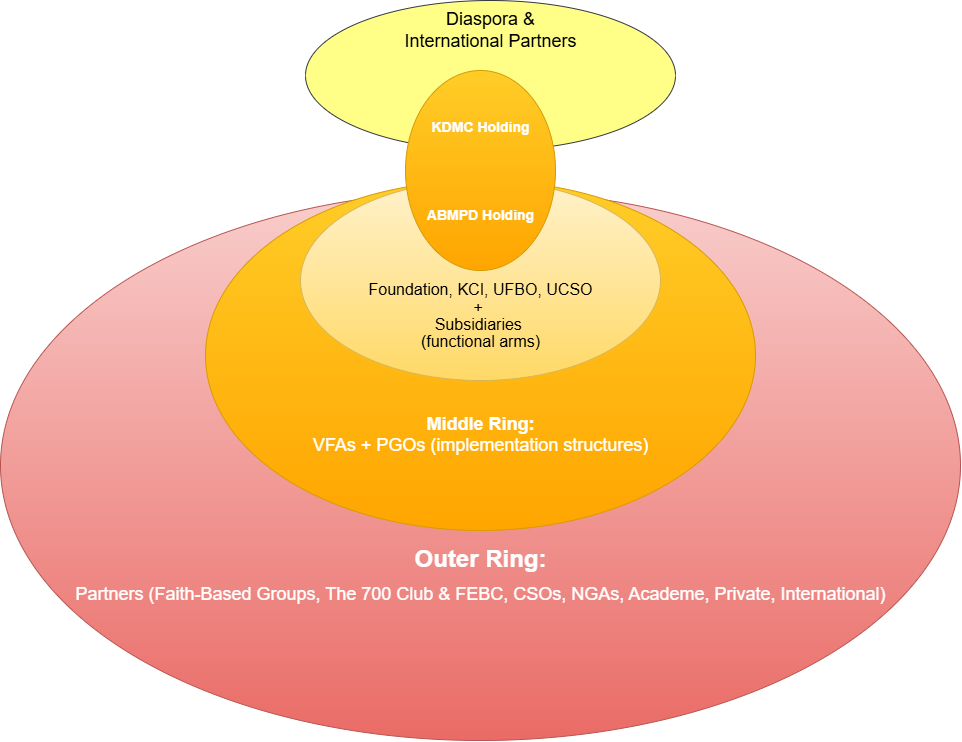 Diaspora &
International Partners
KDMC Holding
ABMPD Holding
Foundation, KCI, UFBO, UCSO
+
Subsidiaries
(functional arms)
Middle Ring:
VFAs + PGOs (implementation structures)
Outer Ring:
Partners (Faith-Based Groups, The 700 Club & FEBC, CSOs, NGAs, Academe, Private, International)